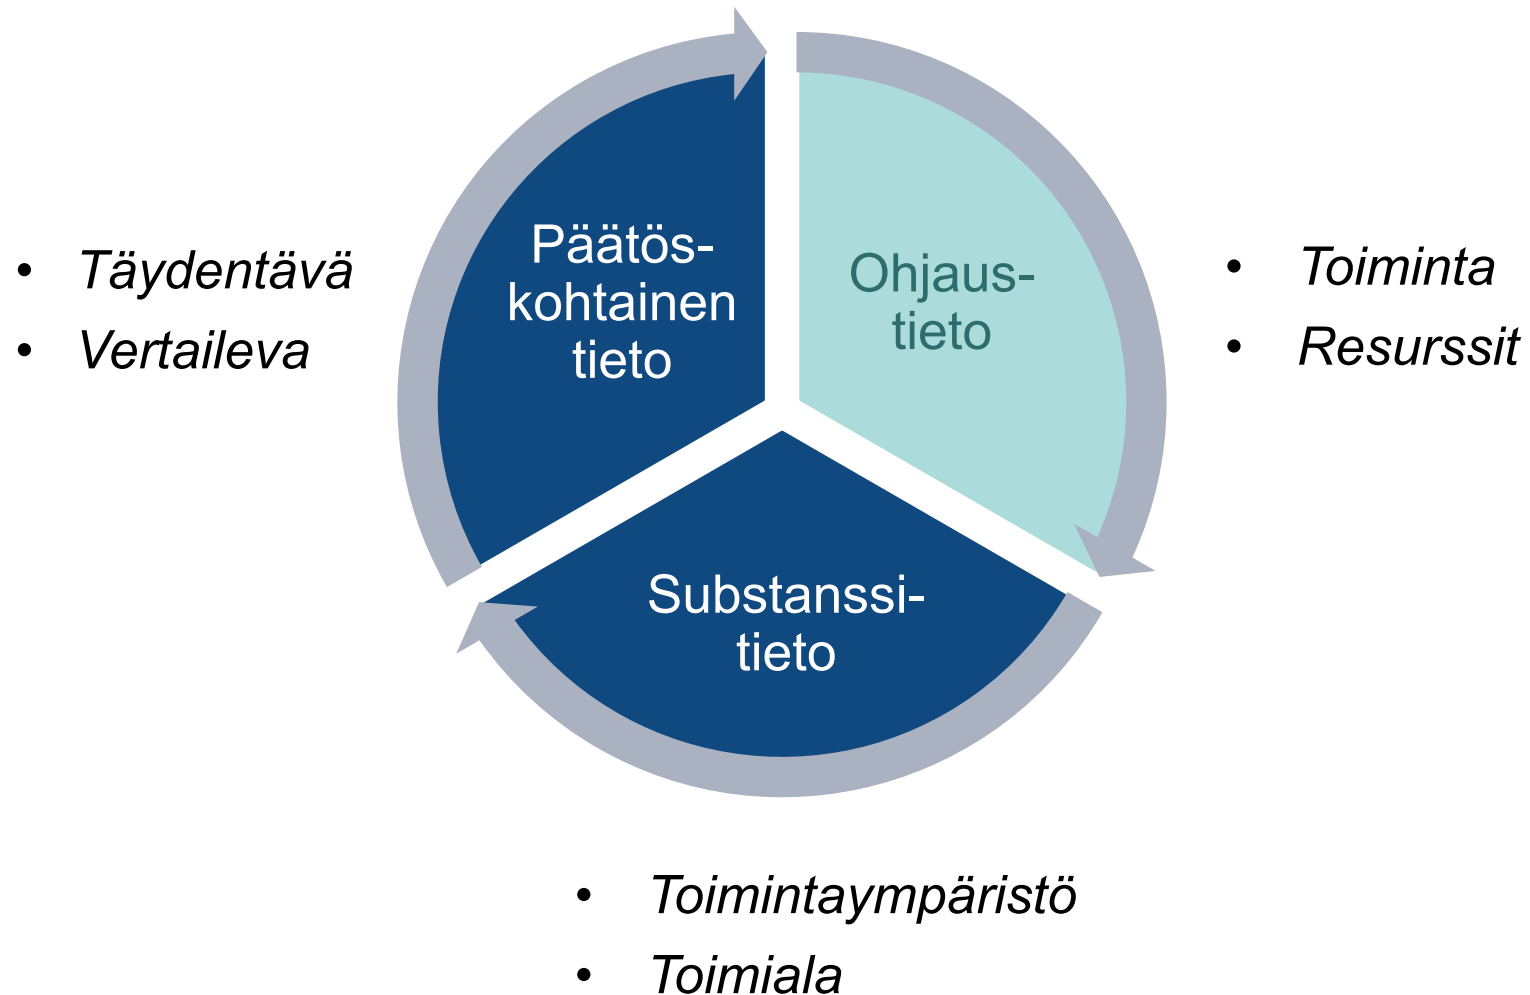 Päätös-
kohtainen
tieto
Ohjaus-
tieto
Substanssi-
tieto
• Täydentävä
• Vertaileva
• Toiminta
• Resurssit
• Toimintaympäristö
• Toimiala